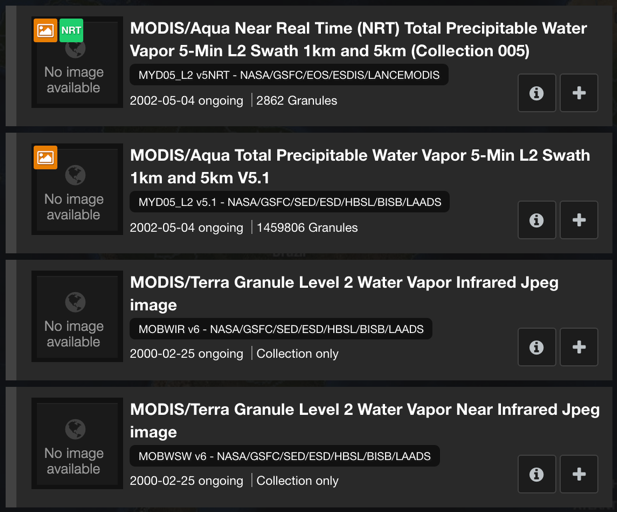 NRT
No image
available
MODIS/Aqua Near Real Time (NRT) Total Precipitable Water
Vapor 5-Min L2 Swath 1km and 5km (Collection 005)
MYD05_L2 v5NRT - NASA/GSFC/EOS/ESDIS/LANCEMODIS
2002-05-04 ongoing | 2862 Granules
No image
available
MODIS/Aqua Total Precipitable Water Vapor 5-Min L2 Swath
1km and 5km V5.1
MYD05_L2 v5.1 - NASA/GSFC/SED/ESD/HBSL/BISB/LAADS
2002-05-04 ongoing | 1459806 Granules
No image
available
MODIS/Terra Granule Level 2 Water Vapor Infrared Jpeg
image
MOBWIR v6 - NASA/GSFC/SED/ESD/HBSL/BISB/LAADS
2000-02-25 ongoing | Collection only
No image
available
MODIS/Terra Granule Level 2 Water Vapor Near Infrared Jpeg
image
MOBWSW v6 - NASA/GSFC/SED/ESD/HBSL/BISB/LAADS
2000-02-25 ongoing | Collection only